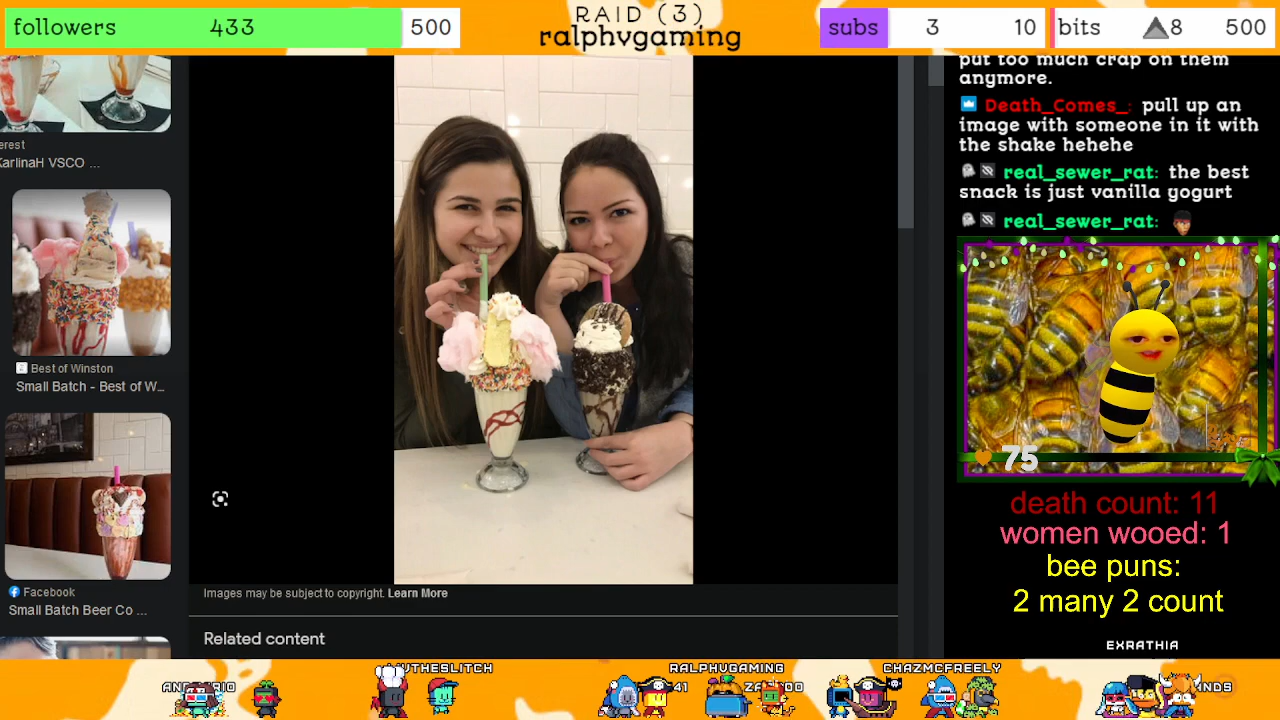 followers 433 500
RAID (3)
ralphvgaming
subs 3 10
bits 8 500
put too much crap on them
anymore.
Death_Comes_: pull up an
image with someone in it with
the shake hehehe
real_sewer_rat: the best
snack is just vanilla yogurt
real_sewer_rat:
erest
KarlinaH VSCO ...
Best of Winston
Small Batch - Best of W...
Facebook
Small Batch Beer Co ...
Images may be subject to copyright. Learn More
Related content
75
death count: 11
women wooed: 1
bee puns:
2 many 2 count
EXRATHIA
RALPHVGAMING
CHAZMCFREELY